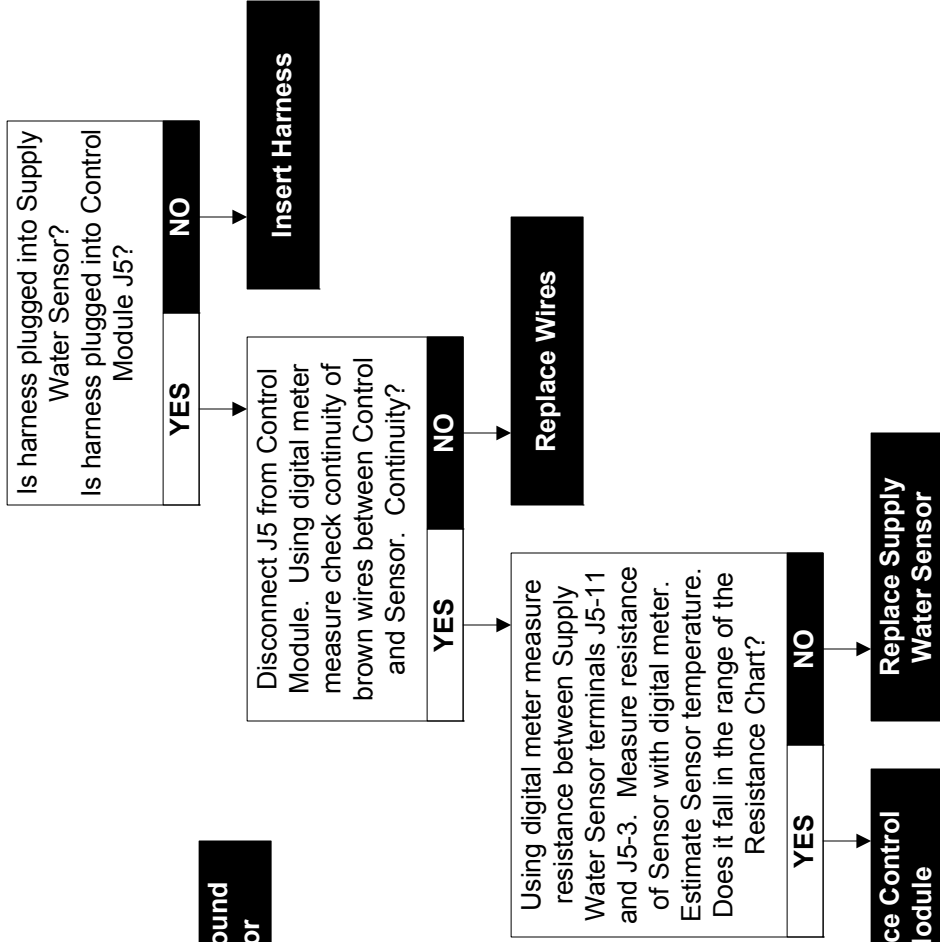 Is harness plugged into Supply
Water Sensor?
Is harness plugged into Control
Module J5?
YES
NO
Insert Harness
Disconnect J5 from Control
Module. Using digital meter
measure check continuity of
brown wires between Control
and Sensor. Continuity?
YES
NO
Replace Wires
Using digital meter measure
resistance between Supply
Water Sensor terminals J5-11
and J5-3. Measure resistance
of Sensor with digital meter.
Estimate Sensor temperature.
Does it fall in the range of the
Resistance Chart?
YES
NO
Replace Supply
Water Sensor
Control